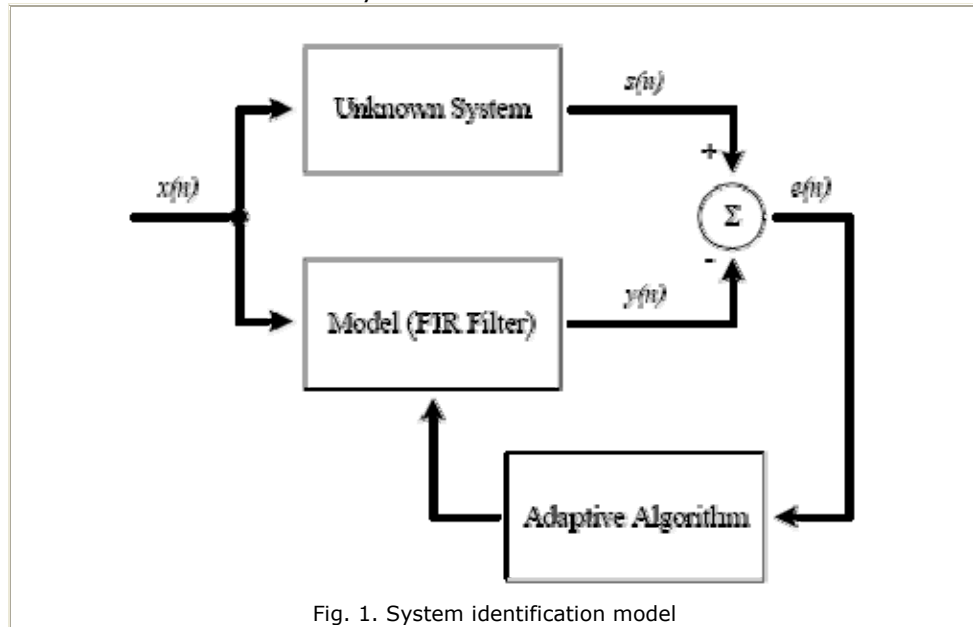 Unknown System
z(n)
+
x(n)
Σ
e(n)
-
Model (FIR Filter)
y(n)
Adaptive Algorithm
Fig. 1. System identification model